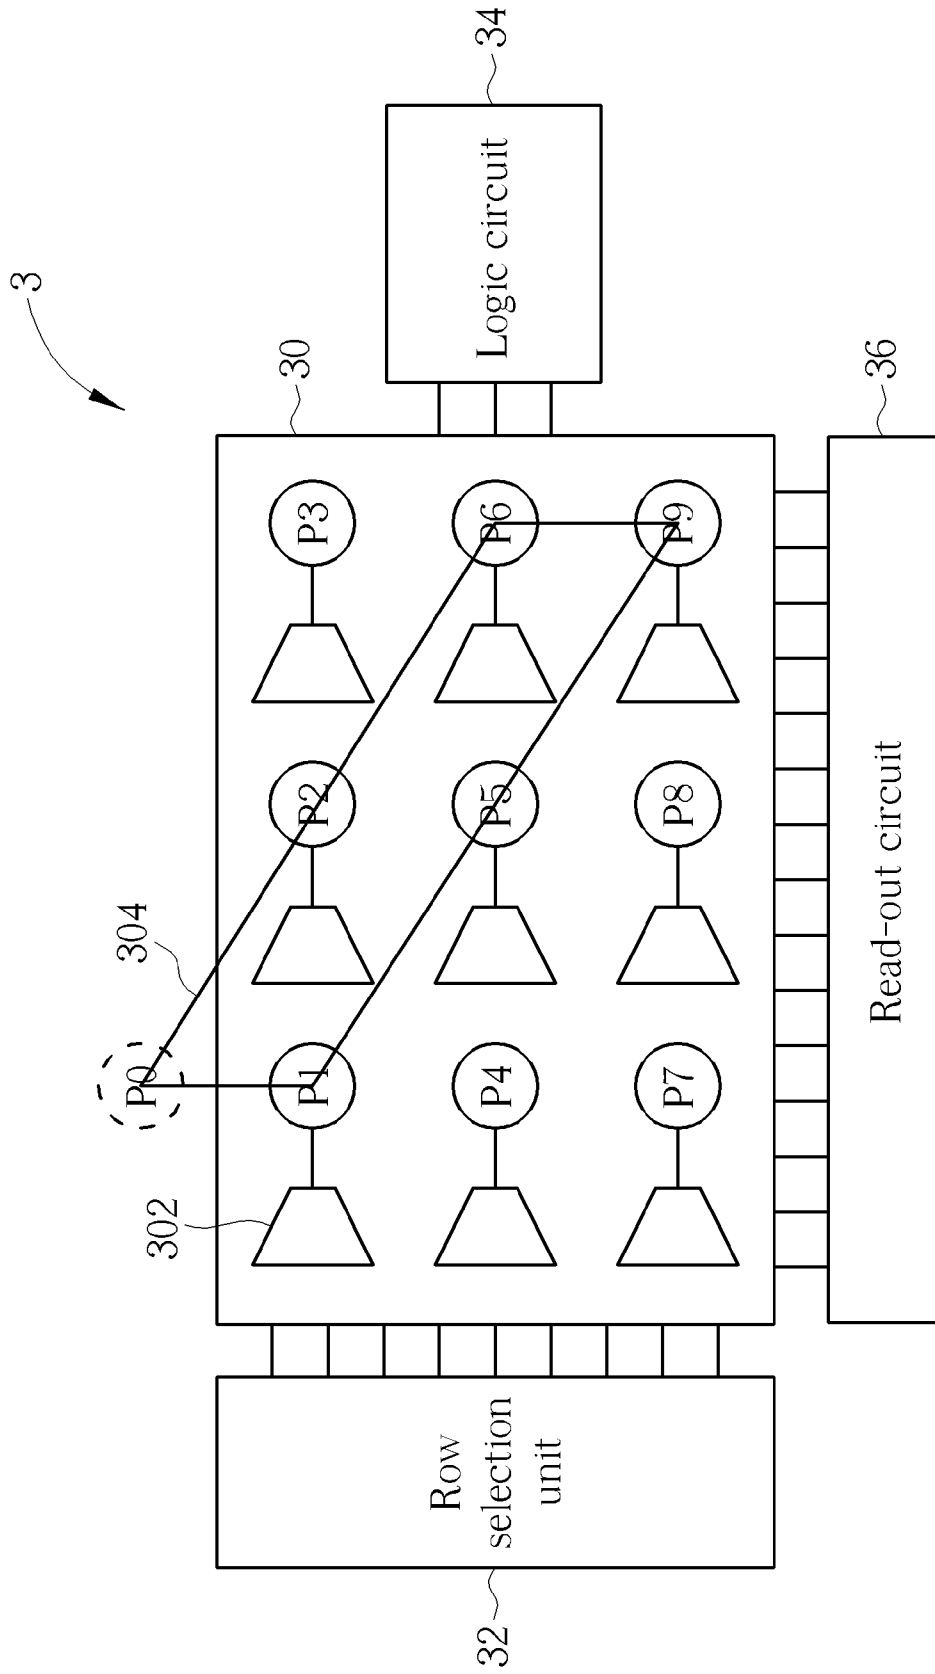 3
304
P0
302
30
P1
P2
P3
Row
selection
unit
32
P4
P5
P6
Logic circuit
34
P7
P8
P9
Read-out circuit
36